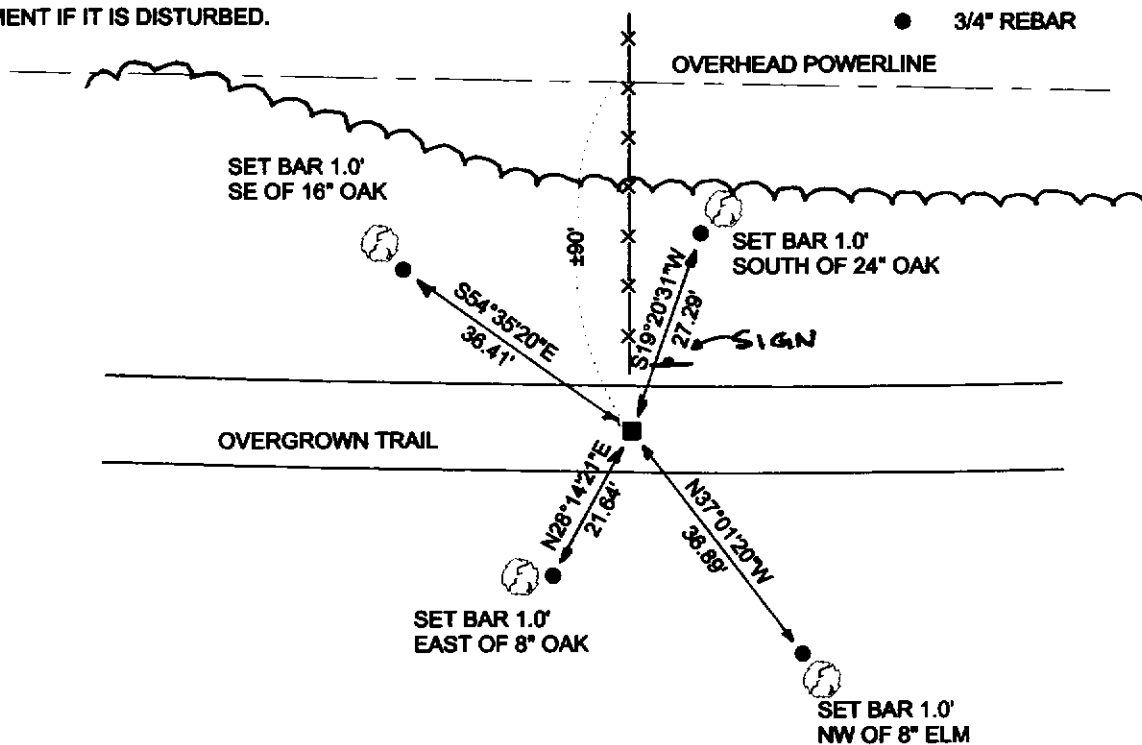 MENT IF IT IS DISTURBED.
3/4" REBAR
OVERHEAD POWERLINE
SET BAR 1.0'
SE OF 16" OAK
SET BAR 1.0'
SOUTH OF 24" OAK
±90'
S54°35'20"E
36.41'
S19°20'31"W
27.29'
SIGN
OVERGROWN TRAIL
N28°14'21"E
21.64'
N37°01'20"W
36.89'
SET BAR 1.0'
EAST OF 8" OAK
SET BAR 1.0'
NW OF 8" ELM